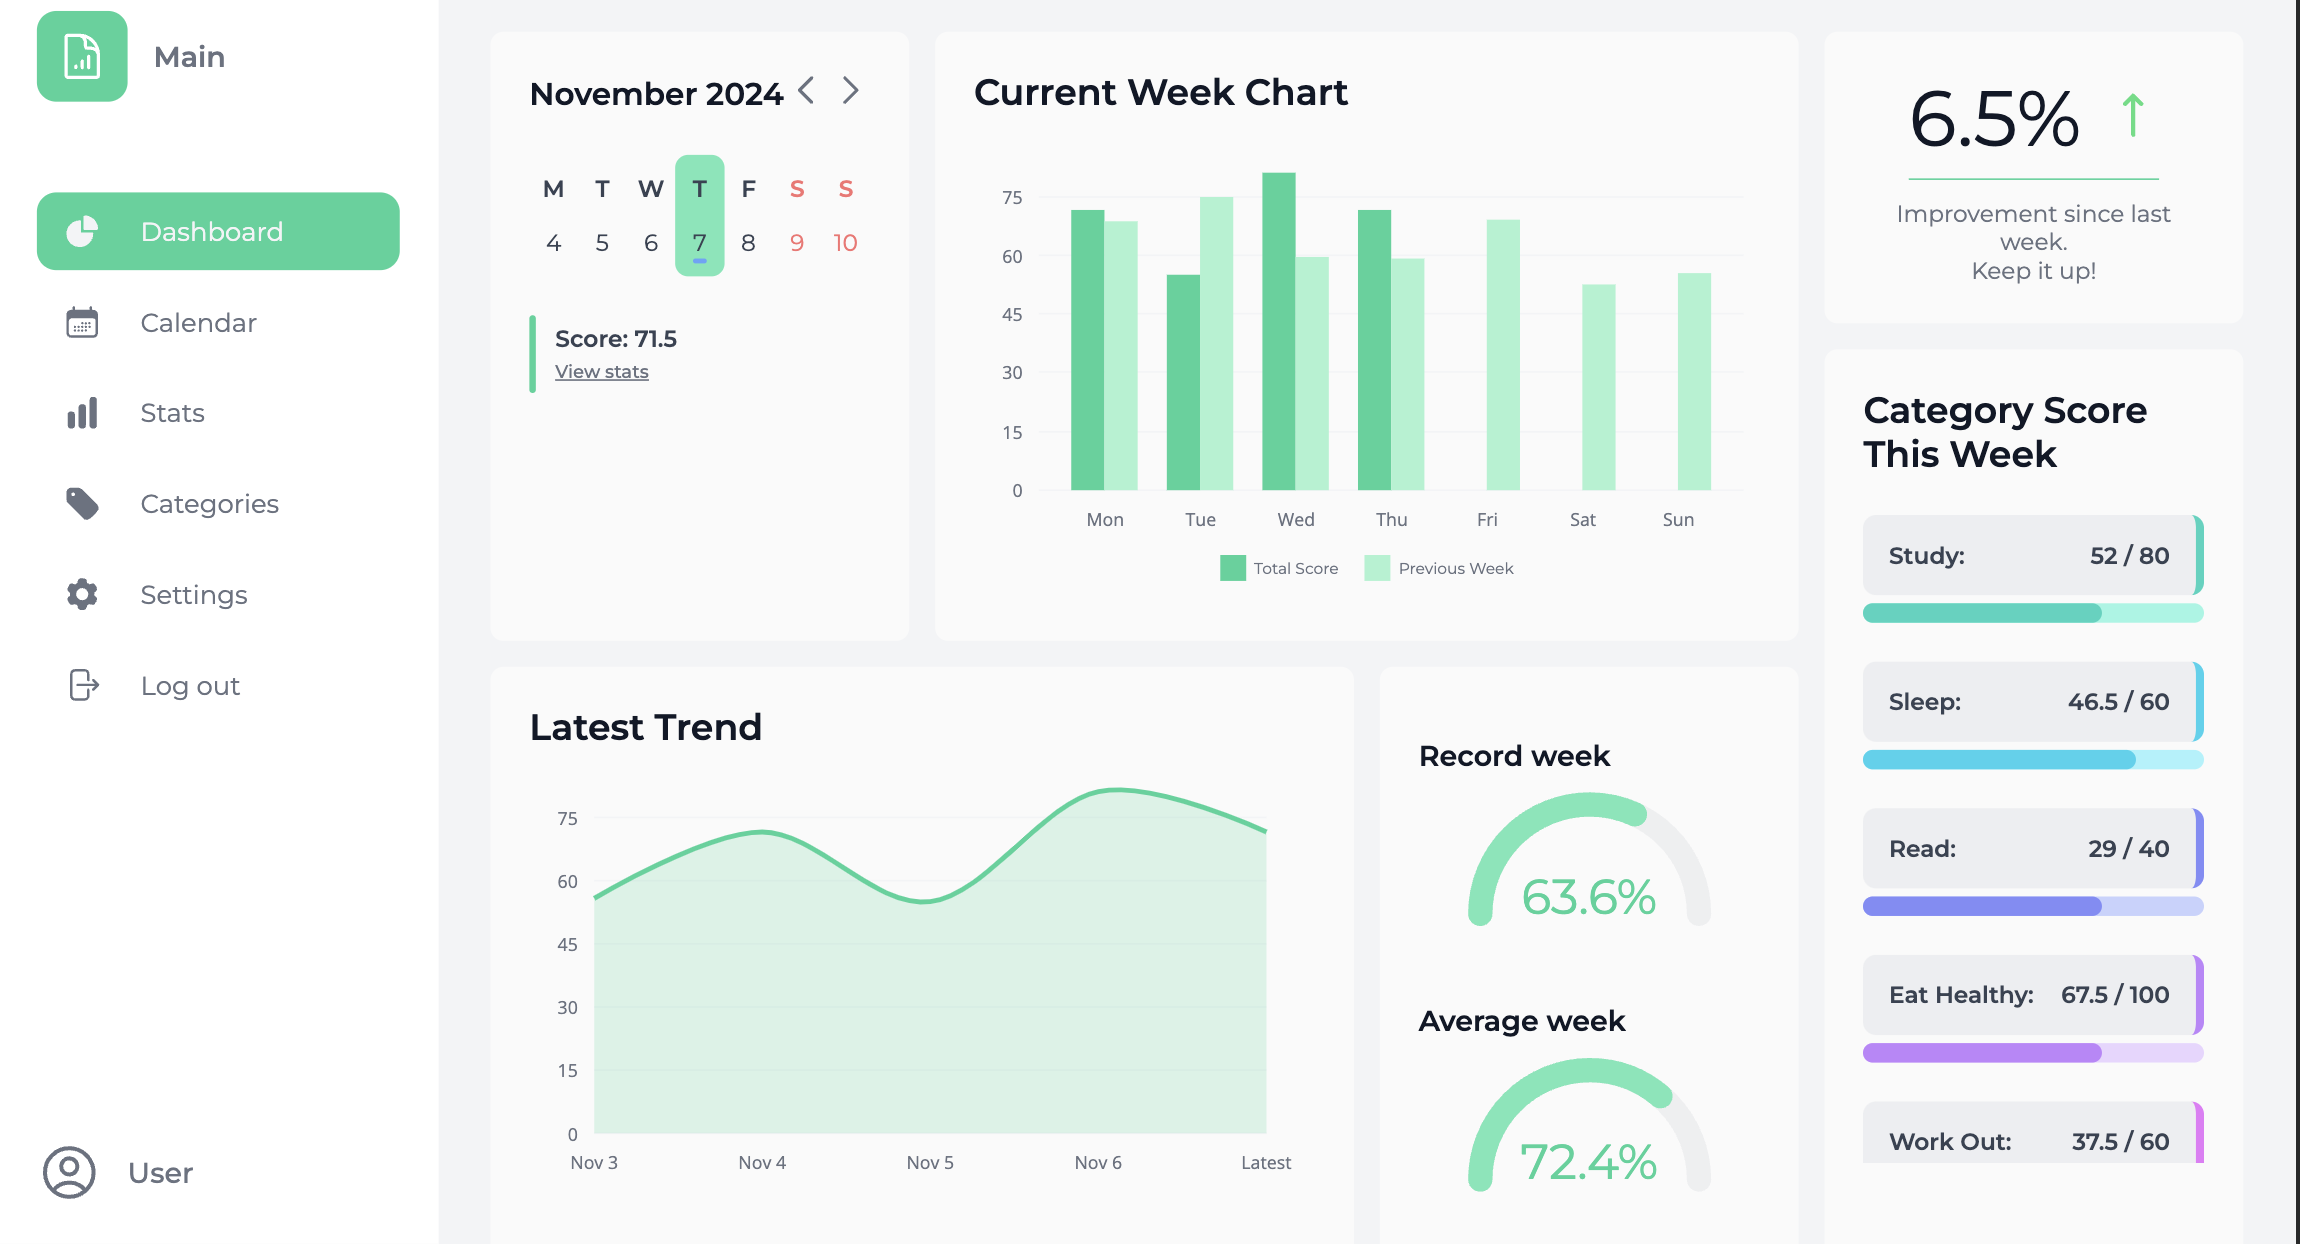 Main
Dashboard
Calendar
Stats
Categories
Settings
Log out
User
November 2024
M T W T F S S
4 5 6 7 8 9 10
Score: 71.5
View stats
Current Week Chart
75
60
45
30
15
0
Mon Tue Wed Thu Fri Sat Sun
Total Score Previous Week
6.5%
Improvement since last
week.
Keep it up!
Category Score
This Week
Study: 52 / 80
Sleep: 46.5 / 60
Read: 29 / 40
Eat Healthy: 67.5 / 100
Work Out: 37.5 / 60
Latest Trend
75
60
45
30
15
0
Nov 3 Nov 4 Nov 5 Nov 6 Latest
Record week
63.6%
Average week
72.4%